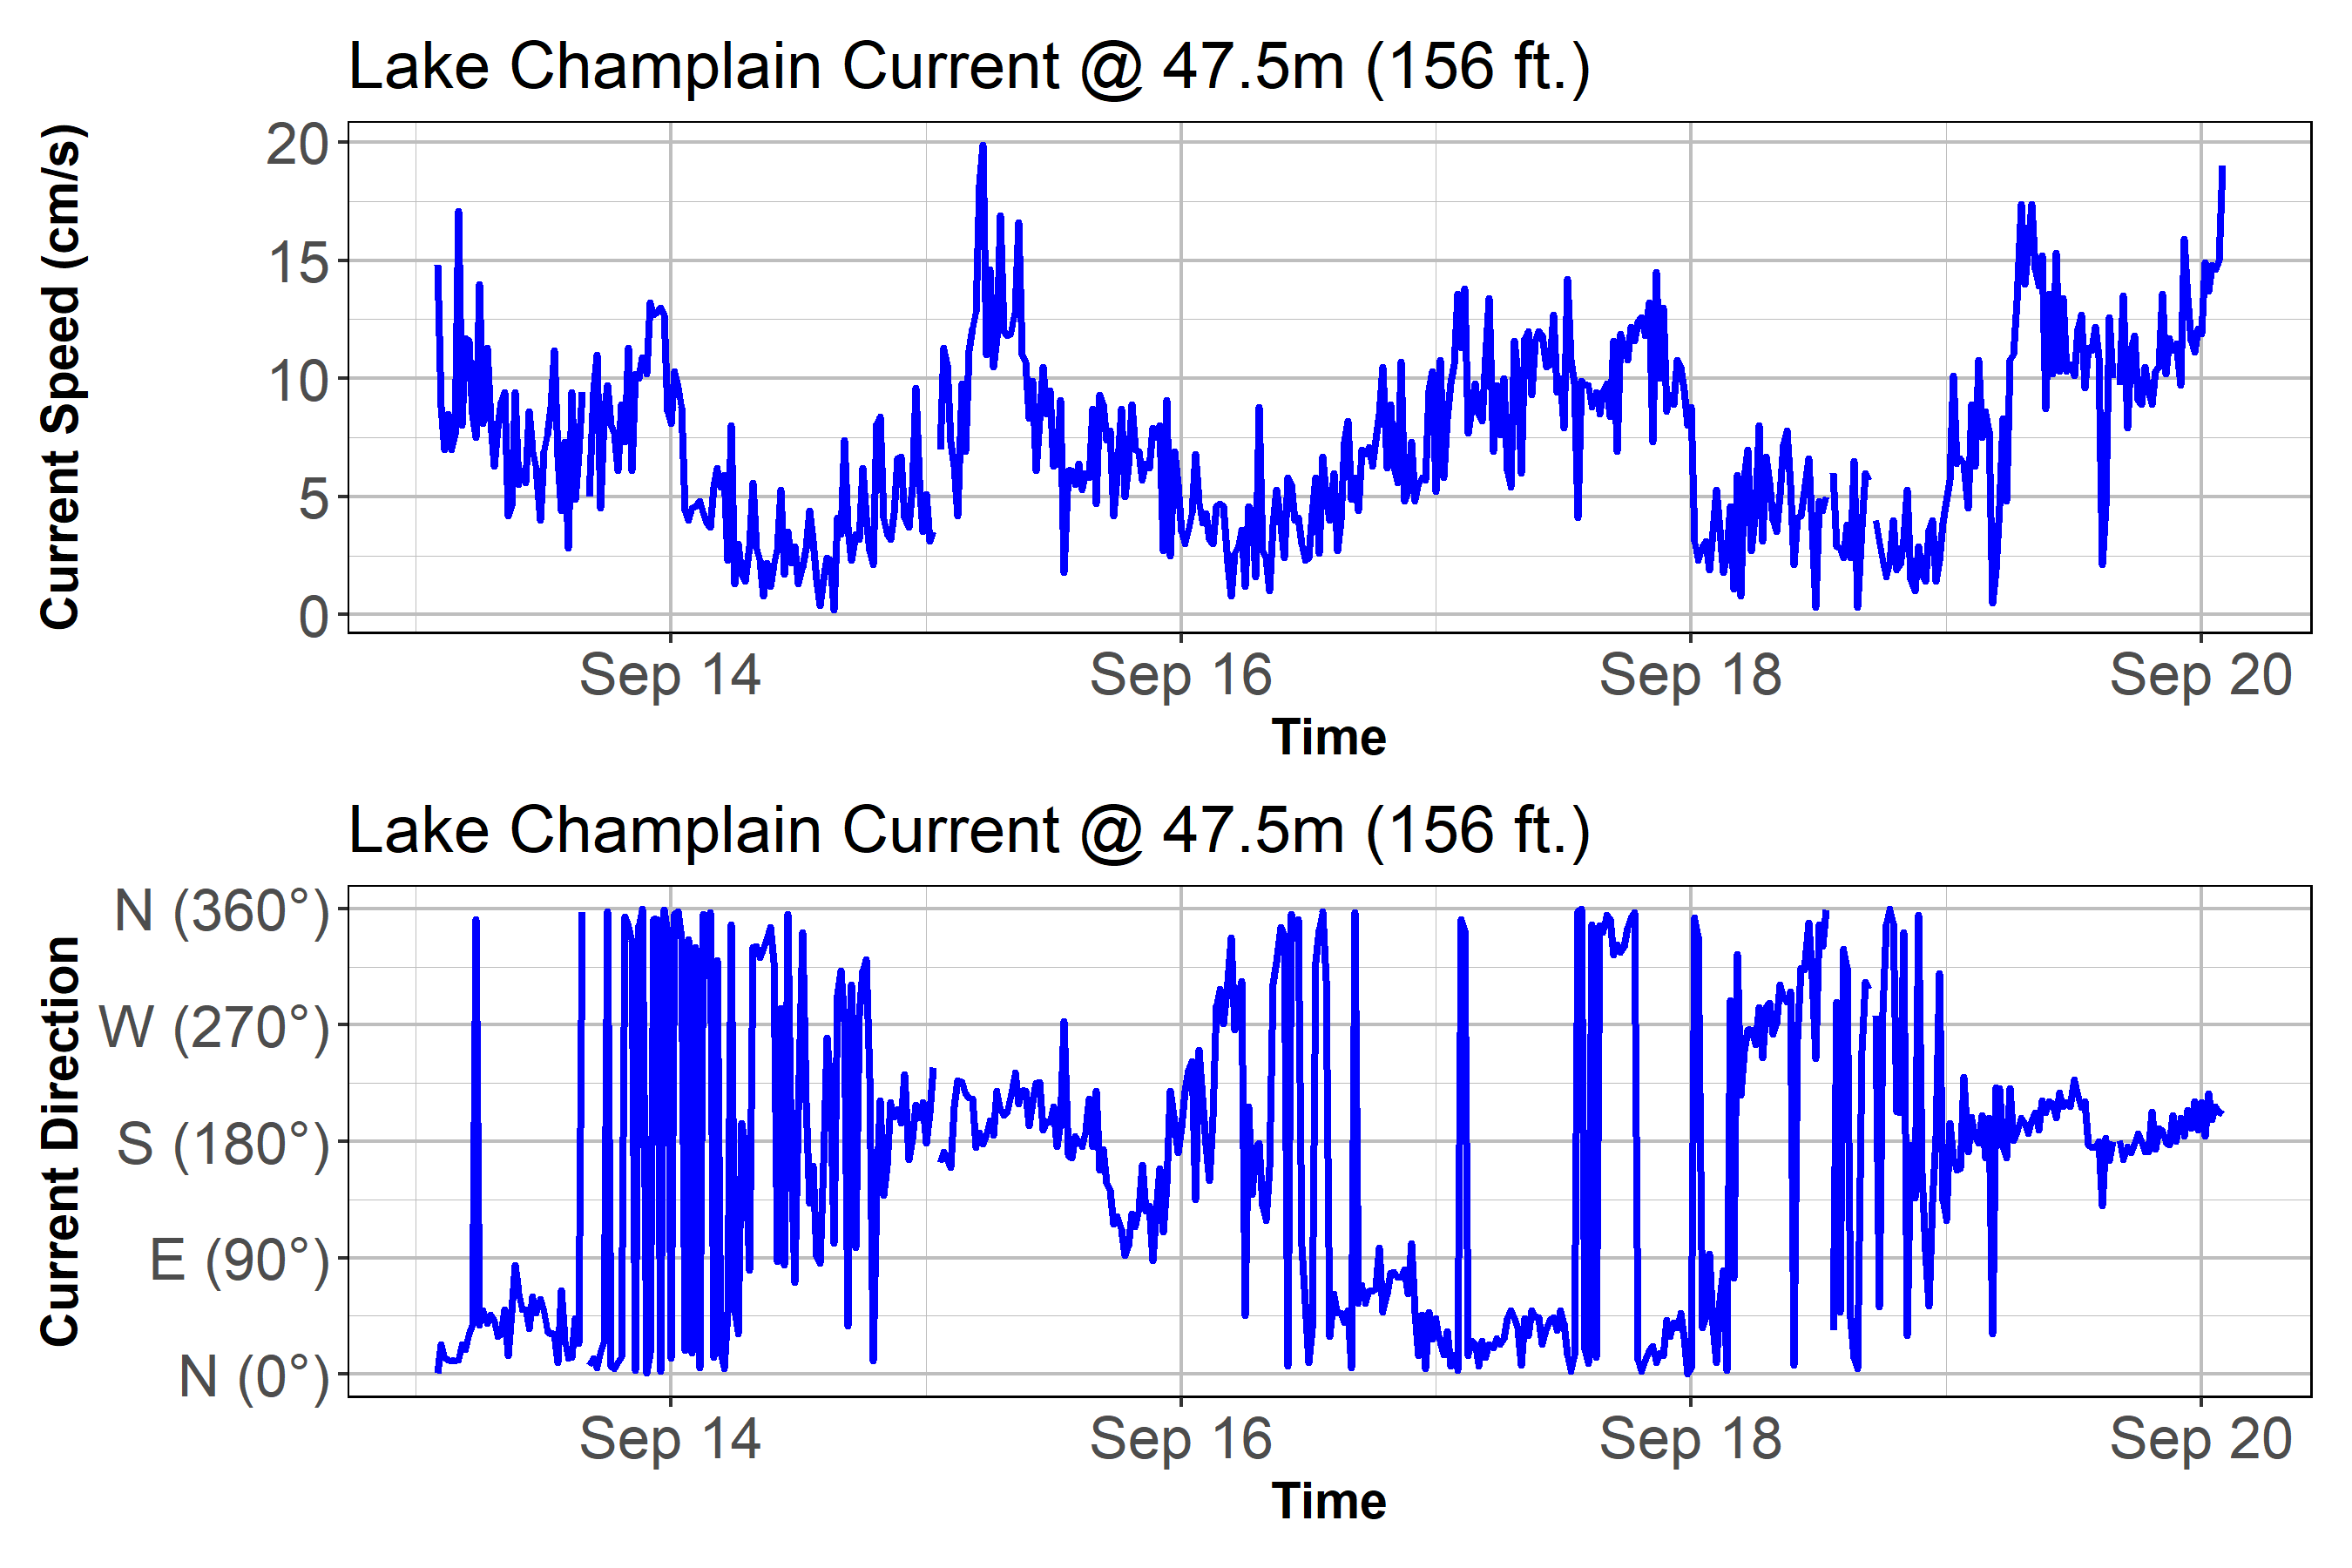 Lake Champlain Current @ 47.5m (156 ft.)
Current Speed (cm/s)
20
15
10
5
0
Sep 14 Sep 16 Sep 18 Sep 20
Time
Lake Champlain Current @ 47.5m (156 ft.)
Current Direction
N (360°)
W (270°)
S (180°)
E (90°)
N (0°)
Sep 14 Sep 16 Sep 18 Sep 20
Time